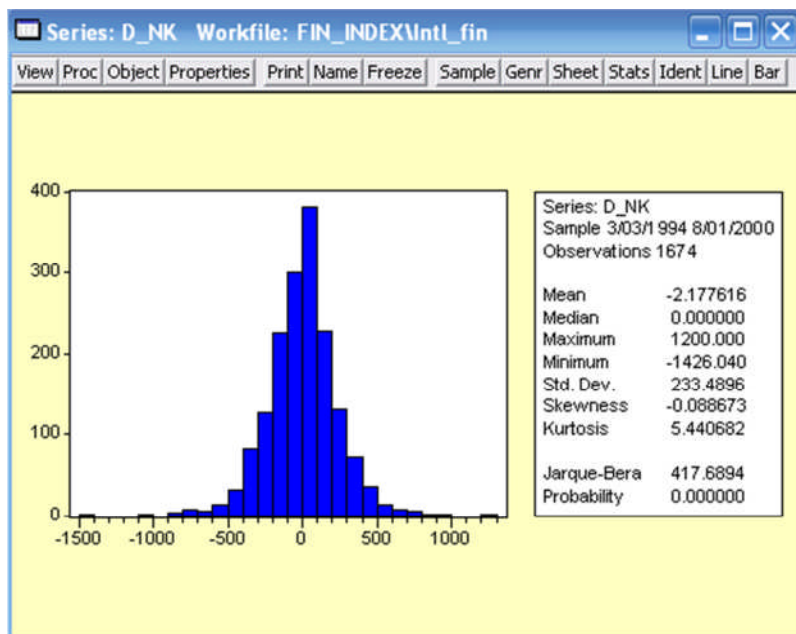 Series: D_NK Workfile: FIN_INDEX\Intl_fin
View Proc Object Properties Print Name Freeze Sample Genr Sheet Stats Ident Line Bar
400
300
200
100
0
-1500 -1000 -500 0 500 1000
Series: D_NK
Sample 3/03/1994 8/01/2000
Observations 1674
Mean -2.177616
Median 0.000000
Maximum 1200.000
Minimum -1426.040
Std. Dev. 233.4896
Skewness -0.088673
Kurtosis 5.440682
Jarque-Bera 417.6894
Probability 0.000000